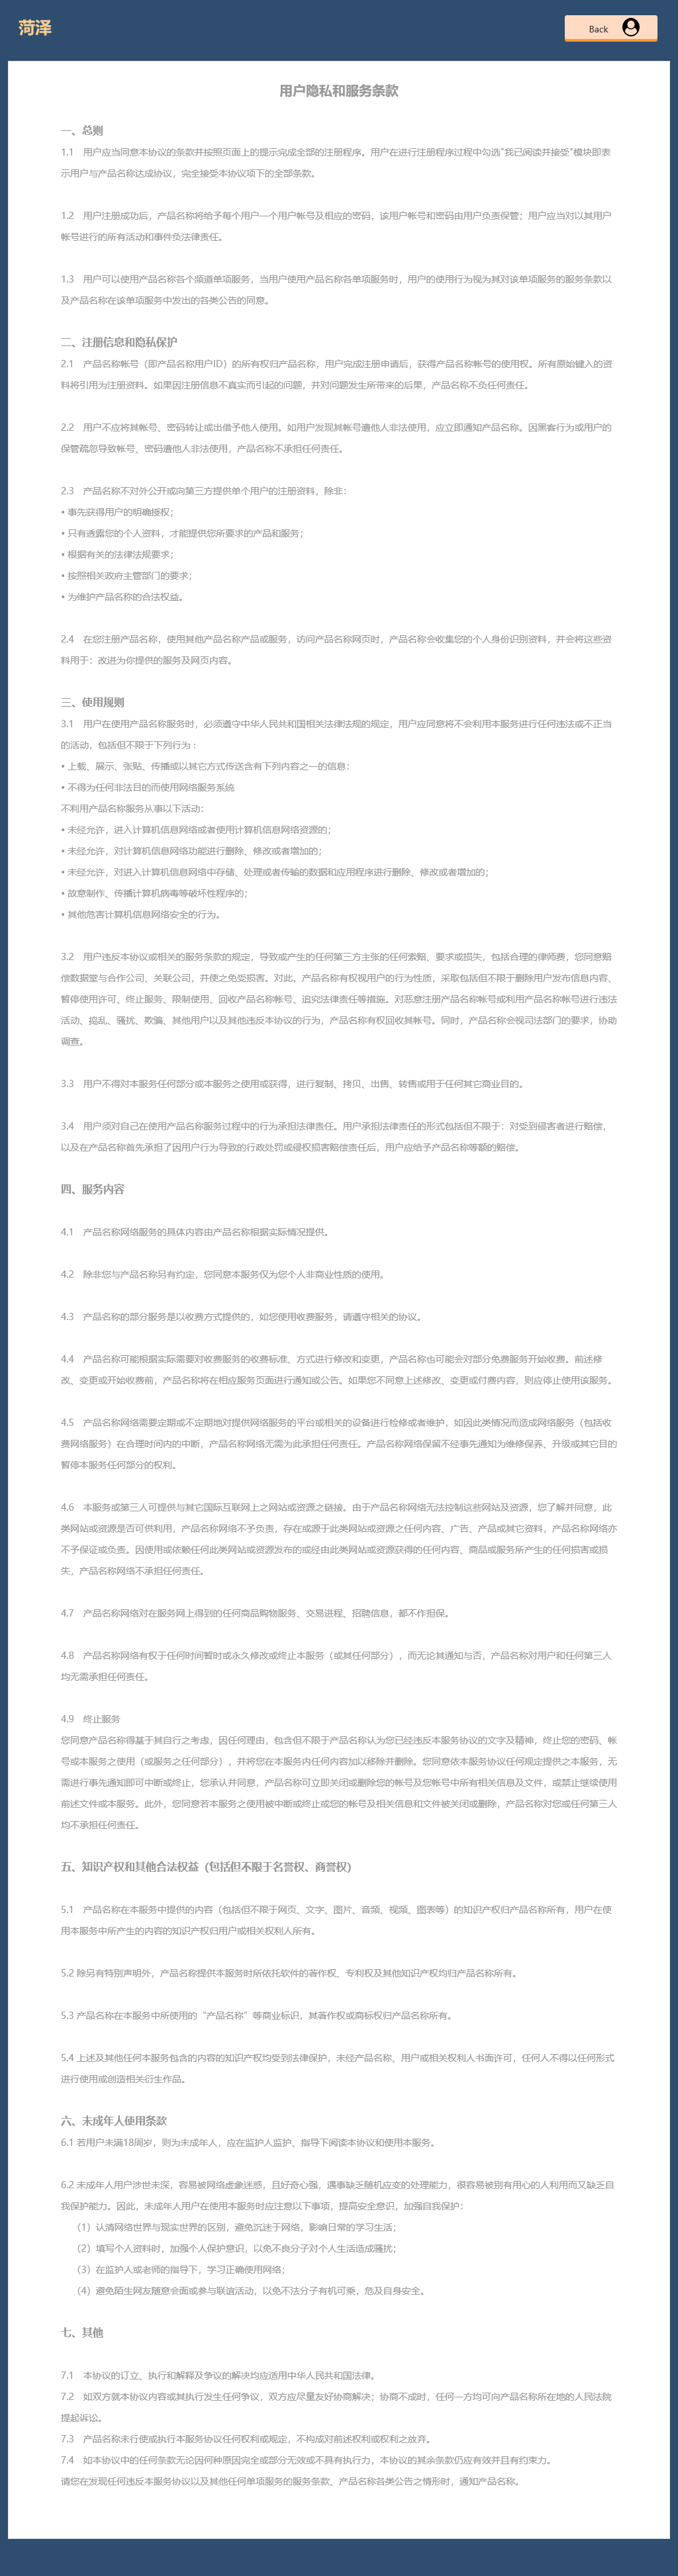 菏泽
Back
用户隐私和服务条款
一、总则
1.1 用户应当同意本协议的条款并按照页面上的提示完成全部的注册程序。用户在进行注册程序过程中勾选"我已阅读并接受"模块即表
示用户与产品名称达成协议，完全接受本协议项下的全部条款。
1.2 用户注册成功后，产品名称将给予每个用户一个用户帐号及相应的密码，该用户帐号和密码由用户负责保管；用户应当对以其用户
帐号进行的所有活动和事件负法律责任。
1.3 用户可以使用产品名称各个频道单项服务，当用户使用产品名称各单项服务时，用户的使用行为视为其对该单项服务的服务条款以
及产品名称在该单项服务中发出的各类公告的同意。
二、注册信息和隐私保护
2.1 产品名称帐号（即产品名称用户ID）的所有权归产品名称，用户完成注册申请后，获得产品名称帐号的使用权。所有原始键入的资
料将引用为注册资料。如果因注册信息不真实而引起的问题，并对问题发生所带来的后果，产品名称不负任何责任。
2.2 用户不应将其帐号、密码转让或出借予他人使用。如用户发现其帐号遭他人非法使用，应立即通知产品名称。因黑客行为或用户的
保管疏忽导致帐号、密码遭他人非法使用，产品名称不承担任何责任。
2.3 产品名称不对外公开或向第三方提供单个用户的注册资料，除非：
• 事先获得用户的明确授权；
• 只有透露您的个人资料，才能提供您所要求的产品和服务；
• 根据有关的法律法规要求；
• 按照相关政府主管部门的要求；
• 为维护产品名称的合法权益。
2.4 在您注册产品名称，使用其他产品名称产品或服务，访问产品名称网页时，产品名称会收集您的个人身份识别资料，并会将这些资
料用于：改进为你提供的服务及网页内容。
三、使用规则
3.1 用户在使用产品名称服务时，必须遵守中华人民共和国相关法律法规的规定，用户应同意将不会利用本服务进行任何违法或不正当
的活动，包括但不限于下列行为：
• 上载、展示、张贴、传播或以其它方式传送含有下列内容之一的信息：
• 不得为任何非法目的而使用网络服务系统
不利用产品名称服务从事以下活动：
• 未经允许，进入计算机信息网络或者使用计算机信息网络资源的；
• 未经允许，对计算机信息网络功能进行删除、修改或者增加的；
• 未经允许，对进入计算机信息网络中存储、处理或者传输的数据和应用程序进行删除、修改或者增加的；
• 故意制作、传播计算机病毒等破坏性程序的；
• 其他危害计算机信息网络安全的行为。
3.2 用户违反本协议或相关的服务条款的规定，导致或产生的任何第三方主张的任何索赔、要求或损失，包括合理的律师费，您同意赔
偿数据堂与合作公司、关联公司，并使之免受损害。对此，产品名称有权视用户的行为性质，采取包括但不限于删除用户发布信息内容、
暂停使用许可、终止服务、限制使用、回收产品名称帐号、追究法律责任等措施。对恶意注册产品名称帐号或利用产品名称帐号进行违法
活动、捣乱、骚扰、欺骗、其他用户以及其他违反本协议的行为，产品名称有权回收其帐号。同时，产品名称会视司法部门的要求，协助
调查。
3.3 用户不得对本服务任何部分或本服务之使用或获得，进行复制、拷贝、出售、转售或用于任何其它商业目的。
3.4 用户须对自己在使用产品名称服务过程中的行为承担法律责任。用户承担法律责任的形式包括但不限于：对受到侵害者进行赔偿，
以及在产品名称首先承担了因用户行为导致的行政处罚或侵权损害赔偿责任后，用户应给予产品名称等额的赔偿。
四、服务内容
4.1 产品名称网络服务的具体内容由产品名称根据实际情况提供。
4.2 除非您与产品名称另有约定，您同意本服务仅为您个人非商业性质的使用。
4.3 产品名称的部分服务是以收费方式提供的，如您使用收费服务，请遵守相关的协议。
4.4 产品名称可能根据实际需要对收费服务的收费标准、方式进行修改和变更，产品名称也可能会对部分免费服务开始收费。前述修
改、变更或开始收费前，产品名称将在相应服务页面进行通知或公告。如果您不同意上述修改、变更或付费内容，则应停止使用该服务。
4.5 产品名称网络需要定期或不定期地对提供网络服务的平台或相关的设备进行检修或者维护，如因此类情况而造成网络服务（包括收
费网络服务）在合理时间内的中断，产品名称网络无需为此承担任何责任。产品名称网络保留不经事先通知为维修保养、升级或其它目的
暂停本服务任何部分的权利。
4.6 本服务或第三人可提供与其它国际互联网上之网站或资源之链接。由于产品名称网络无法控制这些网站及资源，您了解并同意，此
类网站或资源是否可供利用，产品名称网络不予负责，存在或源于此类网站或资源之任何内容、广告、产品或其它资料，产品名称网络亦
不予保证或负责。因使用或依赖任何此类网站或资源发布的或经由此类网站或资源获得的任何内容、商品或服务所产生的任何损害或损
失，产品名称网络不承担任何责任。
4.7 产品名称网络对在服务网上得到的任何商品购物服务、交易进程、招聘信息，都不作担保。
4.8 产品名称网络有权于任何时间暂时或永久修改或终止本服务（或其任何部分），而无论其通知与否，产品名称对用户和任何第三人
均无需承担任何责任。
4.9 终止服务
您同意产品名称得基于其自行之考虑，因任何理由，包含但不限于产品名称认为您已经违反本服务协议的文字及精神，终止您的密码、帐
号或本服务之使用（或服务之任何部分），并将您在本服务内任何内容加以移除并删除。您同意依本服务协议任何规定提供之本服务，无
需进行事先通知即可中断或终止，您承认并同意，产品名称可立即关闭或删除您的帐号及您帐号中所有相关信息及文件，或禁止继续使用
前述文件或本服务。此外，您同意若本服务之使用被中断或终止或您的帐号及相关信息和文件被关闭或删除，产品名称对您或任何第三人
均不承担任何责任。
五、知识产权和其他合法权益（包括但不限于名誉权、商誉权）
5.1 产品名称在本服务中提供的内容（包括但不限于网页、文字、图片、音频、视频、图表等）的知识产权归产品名称所有，用户在使
用本服务中所产生的内容的知识产权归用户或相关权利人所有。
5.2 除另有特别声明外，产品名称提供本服务时所依托软件的著作权、专利权及其他知识产权均归产品名称所有。
5.3 产品名称在本服务中所使用的“产品名称”等商业标识，其著作权或商标权归产品名称所有。
5.4 上述及其他任何本服务包含的内容的知识产权均受到法律保护，未经产品名称、用户或相关权利人书面许可，任何人不得以任何形式
进行使用或创造相关衍生作品。
六、未成年人使用条款
6.1 若用户未满18周岁，则为未成年人，应在监护人监护、指导下阅读本协议和使用本服务。
6.2 未成年人用户涉世未深，容易被网络虚象迷惑，且好奇心强，遇事缺乏随机应变的处理能力，很容易被别有用心的人利用而又缺乏自
我保护能力。因此，未成年人用户在使用本服务时应注意以下事项，提高安全意识，加强自我保护：
（1）认清网络世界与现实世界的区别，避免沉迷于网络，影响日常的学习生活；
（2）填写个人资料时，加强个人保护意识，以免不良分子对个人生活造成骚扰；
（3）在监护人或老师的指导下，学习正确使用网络；
（4）避免陌生网友随意会面或参与联谊活动，以免不法分子有机可乘，危及自身安全。
七、其他
7.1 本协议的订立、执行和解释及争议的解决均应适用中华人民共和国法律。
7.2 如双方就本协议内容或其执行发生任何争议，双方应尽量友好协商解决；协商不成时，任何一方均可向产品名称所在地的人民法院
提起诉讼。
7.3 产品名称未行使或执行本服务协议任何权利或规定，不构成对前述权利或权利之放弃。
7.4 如本协议中的任何条款无论因何种原因完全或部分无效或不具有执行力，本协议的其余条款仍应有效并且有约束力。
请您在发现任何违反本服务协议以及其他任何单项服务的服务条款、产品名称各类公告之情形时，通知产品名称。